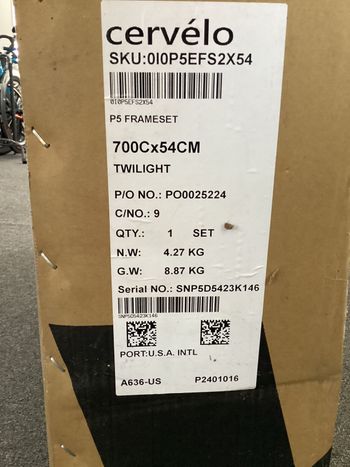 cervélo
SKU:0I0P5EFS2X54
0I0P5EFS2X54
P5 FRAMESET
700Cx54CM
TWILIGHT
P/O NO.: PO0025224
C/NO.: 9
QTY.: 1 SET
N.W: 4.27 KG
G.W: 8.87 KG
Serial NO.: SNP5D5423K146
SNP5D5423K146
PORT:U.S.A. INTL
A636-US P2401016